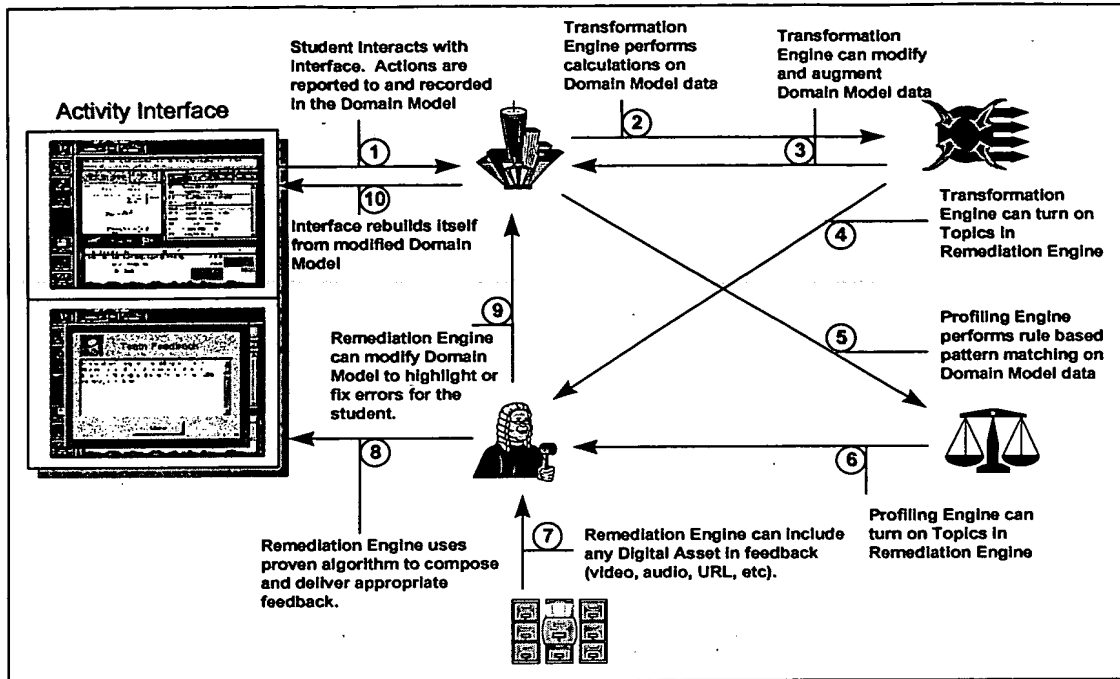 Student Interacts with
Interface. Actions are
reported to and recorded
in the Domain Model
Transformation
Engine performs
calculations on
Domain Model data
Transformation
Engine can modify
and augment
Domain Model data
Activity Interface
1
2
3
10
Interface rebuilds itself
from modified Domain
Model
4
Transformation
Engine can turn on
Topics in
Remediation Engine
9
Remediation Engine
can modify Domain
Model to highlight or
fix errors for the
student.
5
Profiling Engine
performs rule based
pattern matching on
Domain Model data
Team Feedback
8
6
Remediation Engine uses
proven algorithm to compose
and deliver appropriate
feedback.
7
Remediation Engine can include
any Digital Asset in feedback
(video, audio, URL, etc).
Profiling Engine can
turn on Topics in
Remediation Engine